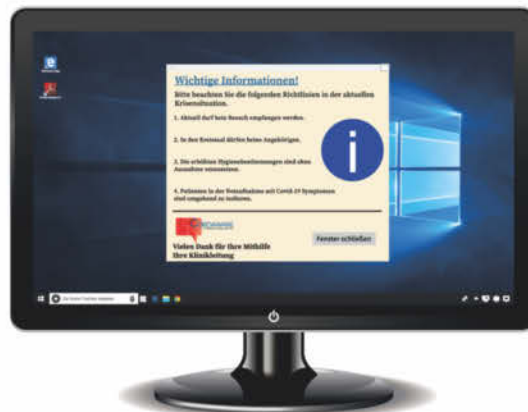 Wichtige Informationen!
Bitte beachten Sie die folgenden Richtlinien in der aktuellen
Krisensituation.
1. Aktuell darf kein Besuch empfangen werden.
2. In den Kreissaal dürfen keine Angehörigen.
3. Die erhöhten Hygienebestimmungen sind ohne
Ausnahme
4. Patienten in der Notaufnahme mit Covid-19 Symptomen
sind umgehend zu isolieren.
i
Vielen Dank für Ihre Mithilfe
Ihre Klinikleitung
Fenster schließen